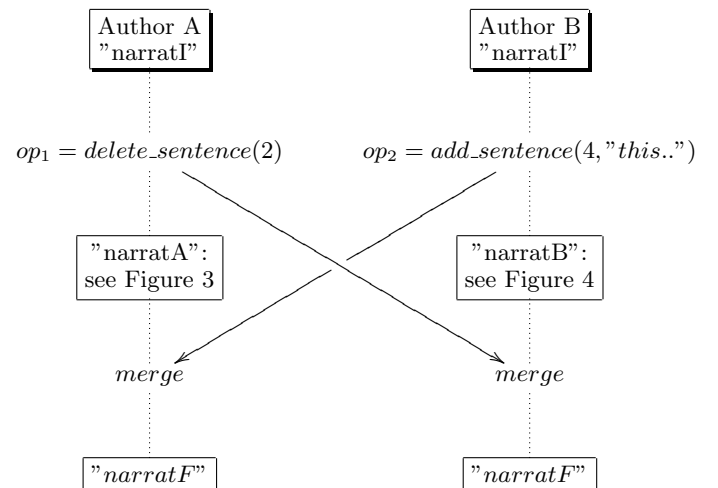 Author A
"narratI"
Author B
"narratI"
op₁ = delete_sentence(2)
op₂ = add_sentence(4, "this..")
"narratA":
see Figure 3
"narratB":
see Figure 4
merge
merge
"narratF"
"narratF"